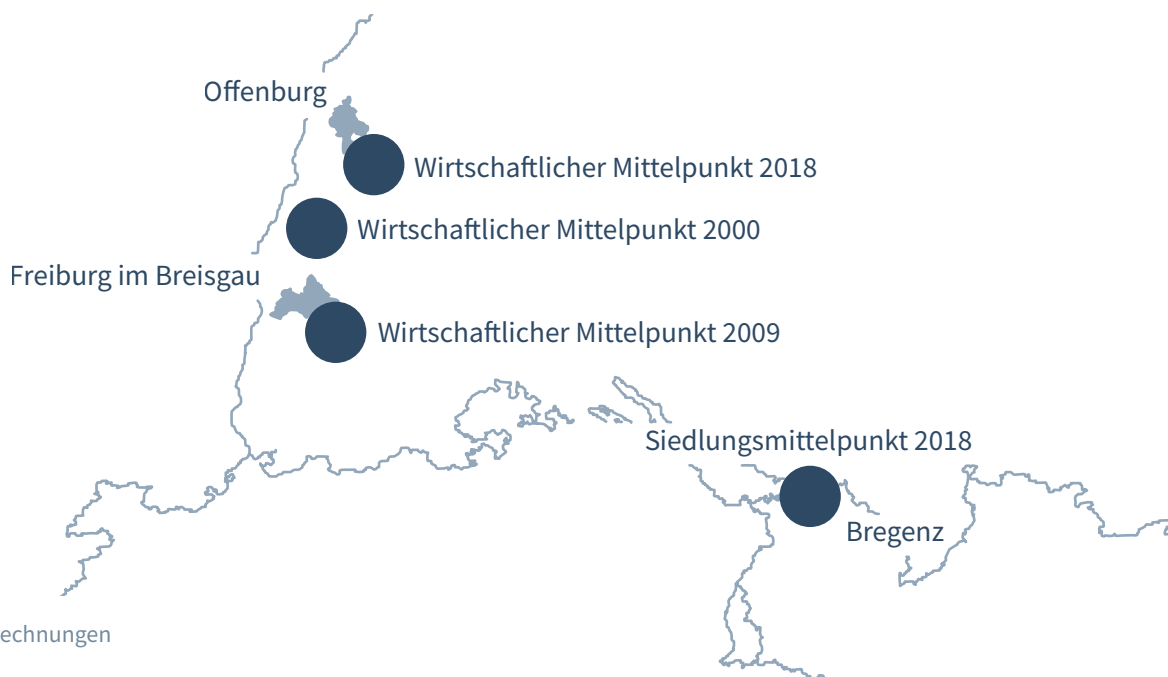 Offenburg
Wirtschaftlicher Mittelpunkt 2018
Wirtschaftlicher Mittelpunkt 2000
Freiburg im Breisgau
Wirtschaftlicher Mittelpunkt 2009
Siedlungsmittelpunkt 2018
Bregenz
echnungen